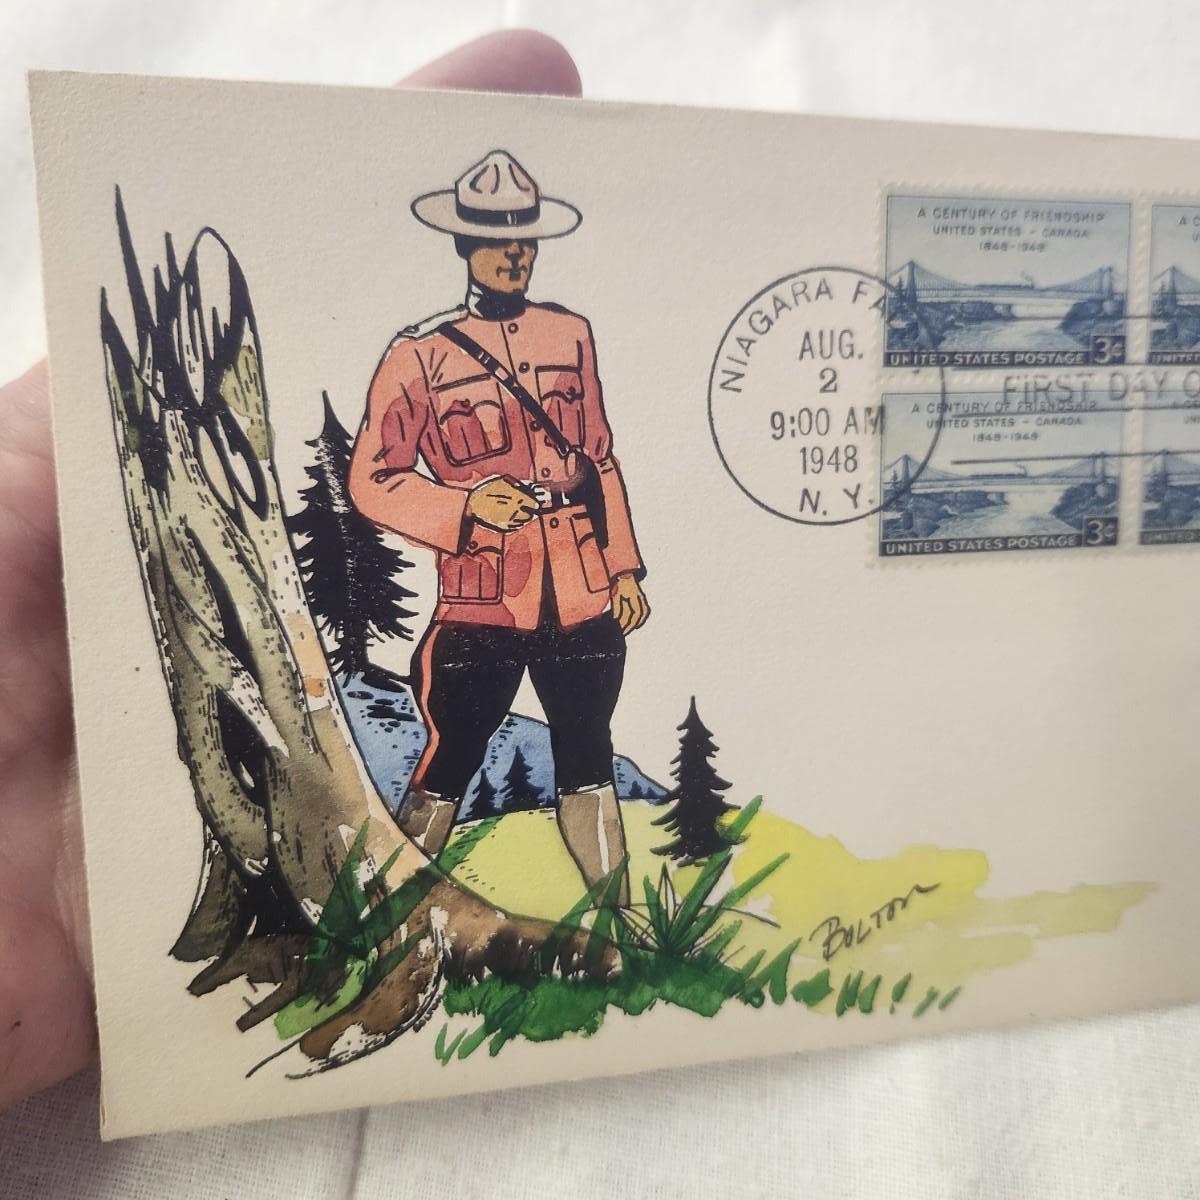 A CENTURY OF FRIENDSHIP
UNITED STATES - CANADA
1848-1948
3¢
UNITED STATES POSTAGE
A C
U
UNITED
NIAGARA FA
AUG.
2
9:00 AM
1948
N. Y.
FIRST DAY O
A CENTURY OF FRIENDSHIP
UNITED STATES - CANADA
1848-1948
3¢
UNITED STATES POSTAGE
BOLTON